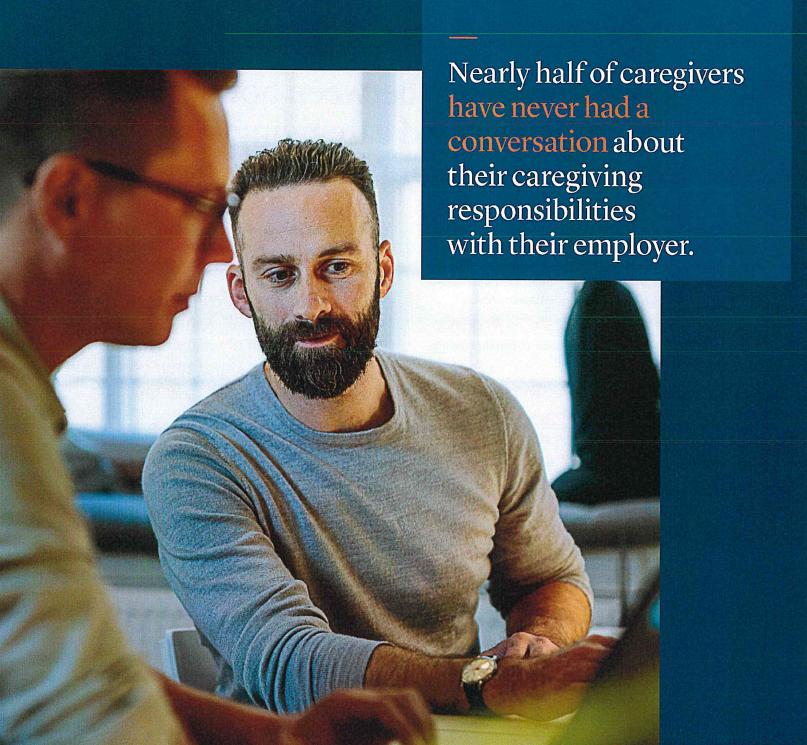 Nearly half of caregivers
have never had a
conversation about
their caregiving
responsibilities
with their employer.